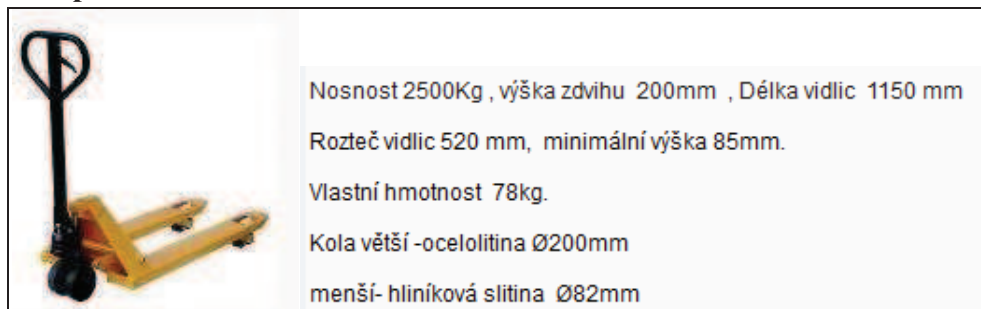 Nosnost 2500Kg , výška zdvihu 200mm , Délka vidlic 1150 mm
Rozteč vidlic 520 mm, minimální výška 85mm.
Vlastní hmotnost 78kg.
Kola větší -ocelolitina Ø200mm
menší- hliníková slitina Ø82mm